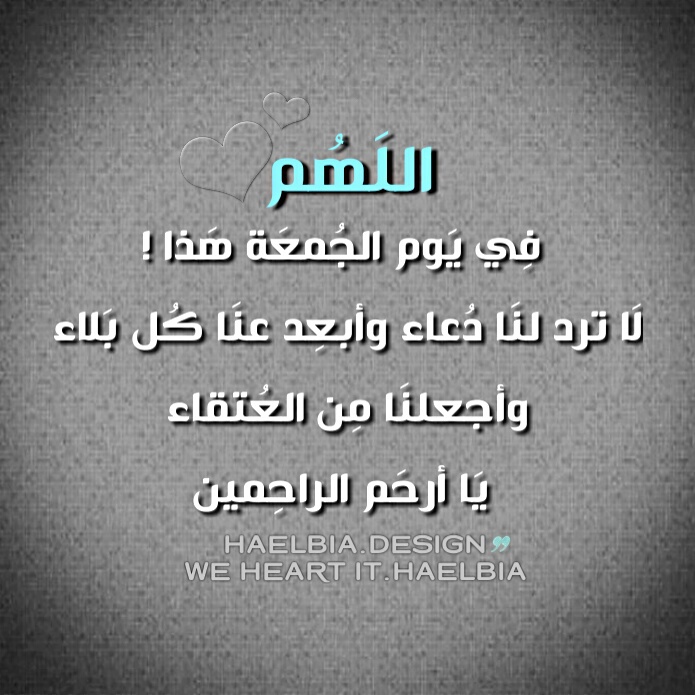 اللَهُم
فِي يَوم الجُمعَة هَذا !
لَا ترد لنَا دُعاء وأبعِد عنَا كُل بَلاء
وأجعلنَا مِن العُتقاء
يَا أرحَم الراحِمين
HAELBIA.DESIGN
WE HEART IT.HAELBIA